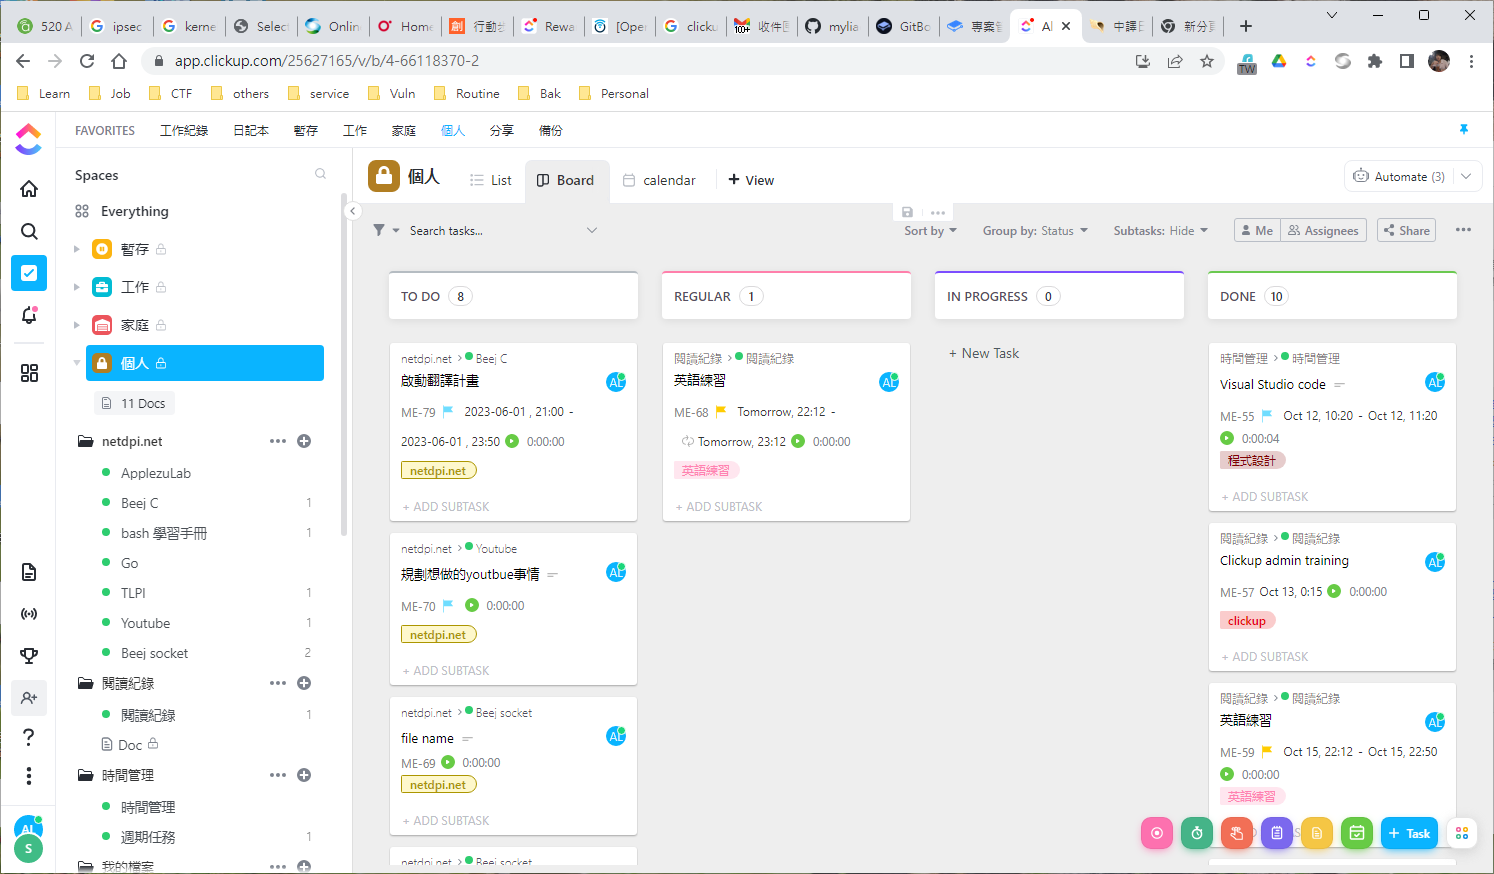 520 A
ipsec
kerne
Selec
Onlin
Home
行動步
Rewa
[Oper
clicku
100+
收件匣
mylia
GitBo
專案管
Al
中譯日
新分頁
app.clickup.com/25627165/v/b/4-66118370-2
TW
Learn
Job
CTF
others
service
Vuln
Routine
Bak
Personal
FAVORITES
工作紀錄
日記本
暫存
工作
家庭
個人
分享
備份
Spaces
Everything
暫存
工作
家庭
個人
11 Docs
netdpi.net
ApplezuLab
Beej C 1
bash 學習手冊 1
Go
TLPI 1
Youtube 1
Beej socket 2
閱讀紀錄
閱讀紀錄 1
Doc
時間管理
時間管理
週期任務 1
我的檔案
AL
S
個人
List
Board
calendar
+ View
Automate (3)
Search tasks...
Sort by
Group by: Status
Subtasks: Hide
Me
Assignees
Share
TO DO 8
netdpi.net > Beej C
啟動翻譯計畫
AL
ME-79 2023-06-01 , 21:00 -
2023-06-01 , 23:50 0:00:00
netdpi.net
+ ADD SUBTASK
netdpi.net > Youtube
規劃想做的youtbue事情
AL
ME-70 0:00:00
netdpi.net
+ ADD SUBTASK
netdpi.net > Beej socket
file name
AL
ME-69 0:00:00
netdpi.net
+ ADD SUBTASK
netdpi.net > Beej socket
REGULAR 1
閱讀紀錄 > 閱讀紀錄
英語練習
AL
ME-68 Tomorrow, 22:12 -
Tomorrow, 23:12 0:00:00
英語練習
+ ADD SUBTASK
IN PROGRESS 0
+ New Task
DONE 10
時間管理 > 時間管理
Visual Studio code
AL
ME-55 Oct 12, 10:20 - Oct 12, 11:20
0:00:04
程式設計
+ ADD SUBTASK
閱讀紀錄 > 閱讀紀錄
Clickup admin training
AL
ME-57 Oct 13, 0:15 0:00:00
clickup
+ ADD SUBTASK
閱讀紀錄 > 閱讀紀錄
英語練習
AL
ME-59 Oct 15, 22:12 - Oct 15, 22:50
0:00:00
英語練習
+ Task